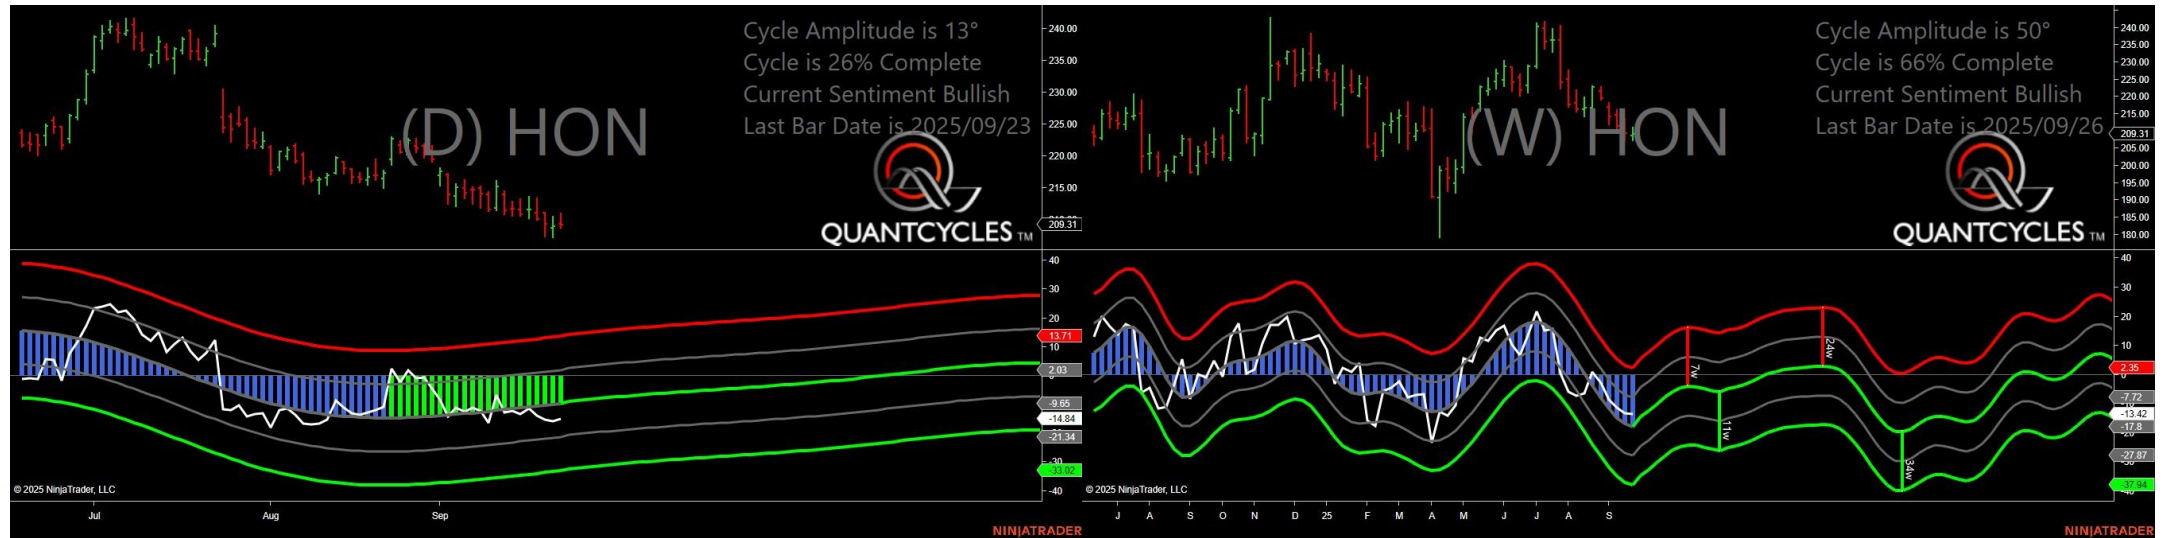 Cycle Amplitude is 13°
Cycle is 26% Complete
Current Sentiment Bullish
Last Bar Date is 2025/09/23
(D) HON
QUANTCYCLES TM
240.00
235.00
230.00
225.00
220.00
215.00
209.31
40
30
20
13.71
10
2.03
-9.65
-14.84
-21.34
-30
-33.02
-40
© 2025 NinjaTrader, LLC
Jul Aug Sep
NINJATRADER
Cycle Amplitude is 50°
Cycle is 66% Complete
Current Sentiment Bullish
Last Bar Date is 2025/09/26
(W) HON
QUANTCYCLES TM
240.00
235.00
230.00
225.00
220.00
215.00
209.31
205.00
200.00
195.00
190.00
185.00
180.00
40
30
20
10
2.35
-7.72
-13.42
-17.8
-27.87
-37.94
7w
11w
24w
34w
© 2025 NinjaTrader, LLC
J A S O N D 25 F M A M J J A S
NINJATRADER